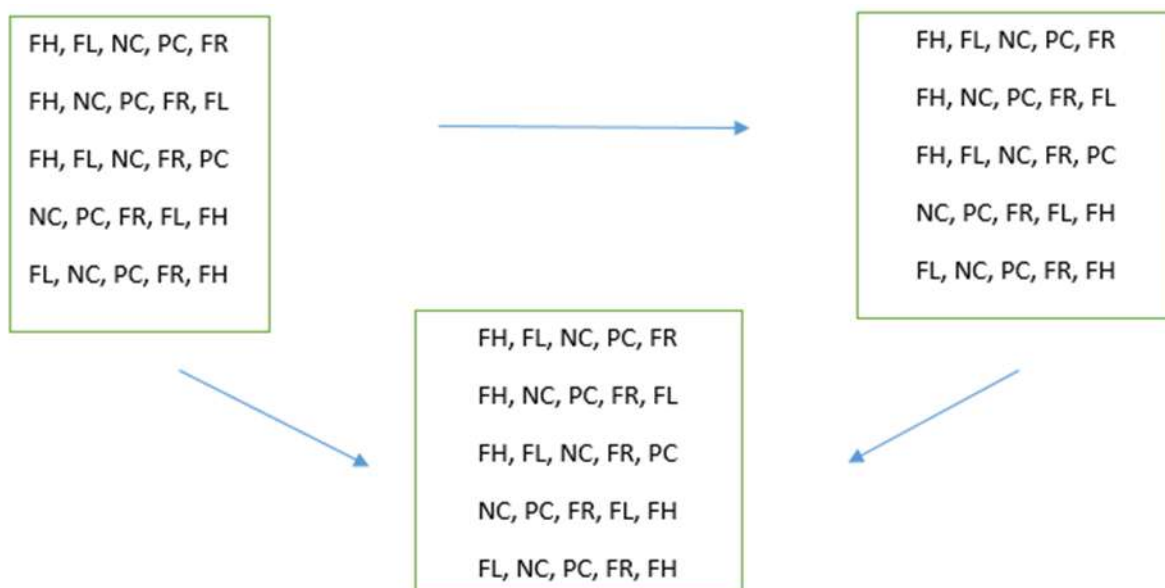 FH, FL, NC, PC, FR
FH, NC, PC, FR, FL
FH, FL, NC, FR, PC
NC, PC, FR, FL, FH
FL, NC, PC, FR, FH
FH, FL, NC, PC, FR
FH, NC, PC, FR, FL
FH, FL, NC, FR, PC
NC, PC, FR, FL, FH
FL, NC, PC, FR, FH
FH, FL, NC, PC, FR
FH, NC, PC, FR, FL
FH, FL, NC, FR, PC
NC, PC, FR, FL, FH
FL, NC, PC, FR, FH